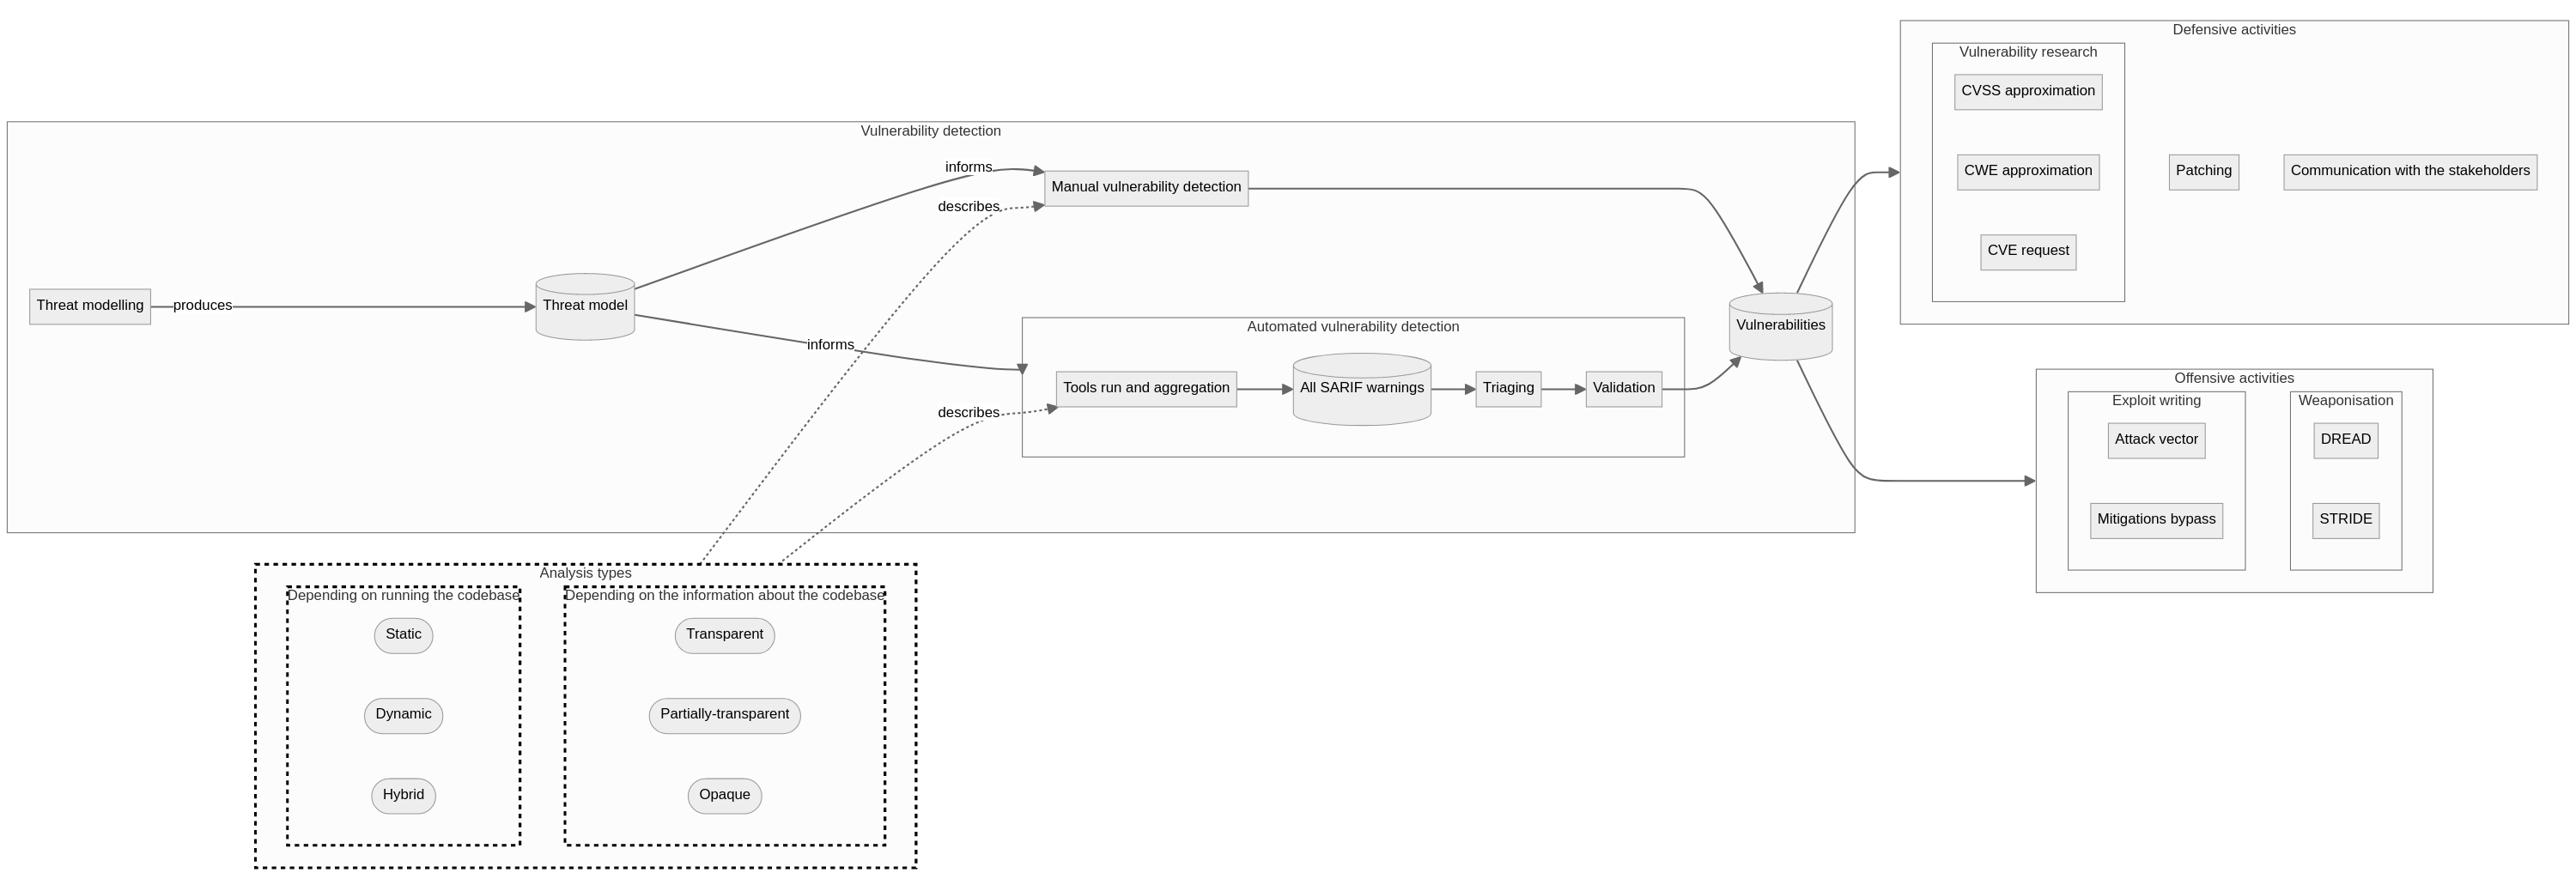 Defensive activities
Vulnerability research
CVSS approximation
CWE approximation
CVE request
Patching
Communication with the stakeholders
Vulnerability detection
Threat modelling
produces
Threat model
informs
describes
Manual vulnerability detection
informs
describes
Automated vulnerability detection
Tools run and aggregation
All SARIF warnings
Triaging
Validation
Vulnerabilities
Offensive activities
Exploit writing
Attack vector
Mitigations bypass
Weaponisation
DREAD
STRIDE
Analysis types
Depending on running the codebase
Static
Dynamic
Hybrid
Depending on the information about the codebase
Transparent
Partially-transparent
Opaque